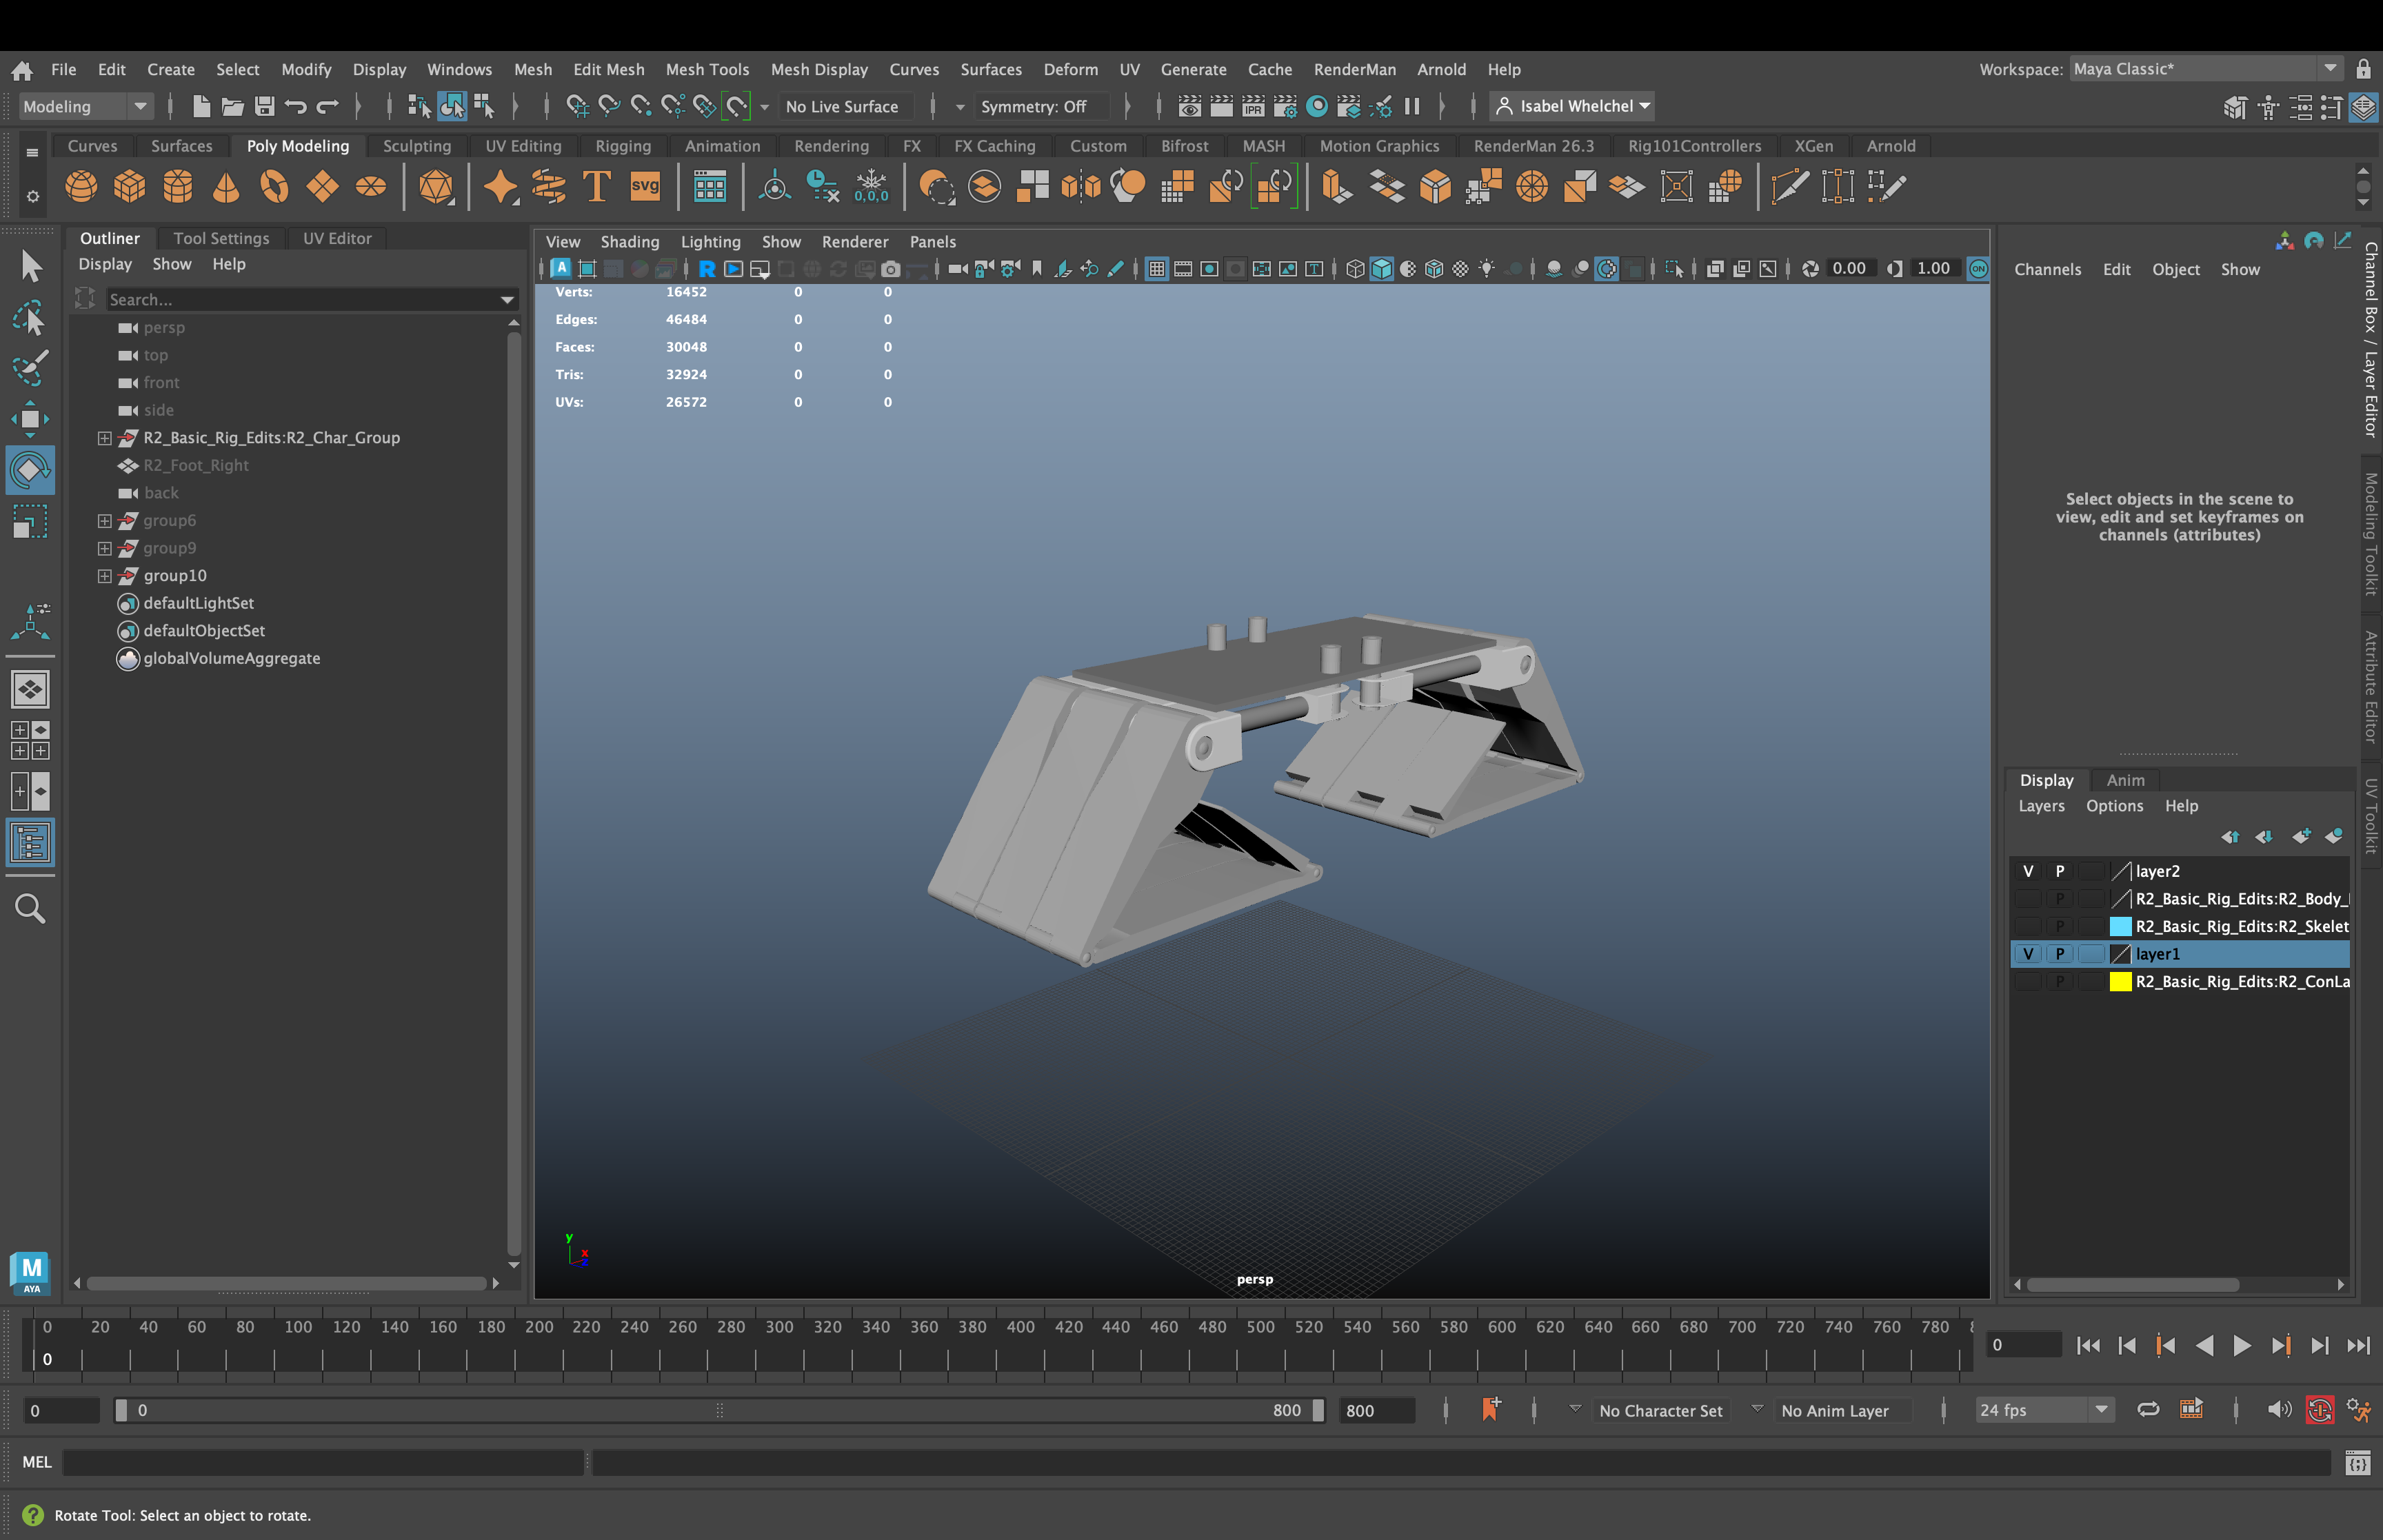 File Edit Create Select Modify Display Windows Mesh Edit Mesh Mesh Tools Mesh Display Curves Surfaces Deform UV Generate Cache RenderMan Arnold Help Workspace: Maya Classic*
Modeling No Live Surface Symmetry: Off IPR Isabel Whelchel
Curves Surfaces Poly Modeling Sculpting UV Editing Rigging Animation Rendering FX FX Caching Custom Bifrost MASH Motion Graphics RenderMan 26.3 Rig101Controllers XGen Arnold
T svg 0,0,0
Outliner Tool Settings UV Editor
Display Show Help
Search...
persp
top
front
side
R2_Basic_Rig_Edits:R2_Char_Group
R2_Foot_Right
back
group6
group9
group10
defaultLightSet
defaultObjectSet
globalVolumeAggregate
View Shading Lighting Show Renderer Panels
A R T 0.00 1.00 ON
Verts: 16452 0 0
Edges: 46484 0 0
Faces: 30048 0 0
Tris: 32924 0 0
UVs: 26572 0 0
y
x
persp
Channels Edit Object Show
Select objects in the scene to
view, edit and set keyframes on
channels (attributes)
Channel Box / Layer Editor
Modeling Toolkit
Attribute Editor
UV Toolkit
Display Anim
Layers Options Help
V P layer2
P R2_Basic_Rig_Edits:R2_Body_
P R2_Basic_Rig_Edits:R2_Skelet
V P layer1
P R2_Basic_Rig_Edits:R2_ConLa
M
AYA
0 20 40 60 80 100 120 140 160 180 200 220 240 260 280 300 320 340 360 380 400 420 440 460 480 500 520 540 560 580 600 620 640 660 680 700 720 740 760 780
0 0
0 0 800 800 No Character Set No Anim Layer 24 fps
MEL
Rotate Tool: Select an object to rotate.